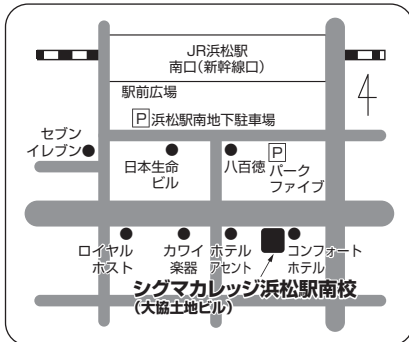 JR浜松駅
南口(新幹線口)
駅前広場
P 浜松駅南地下駐車場
セブン
イレブン
日本生命
ビル
八百徳
P
パーク
ファイブ
ロイヤル
ホスト
カワイ
楽器
ホテル
アセント
コンフォート
ホテル
シグマカレッジ浜松駅南校
(大協土地ビル)